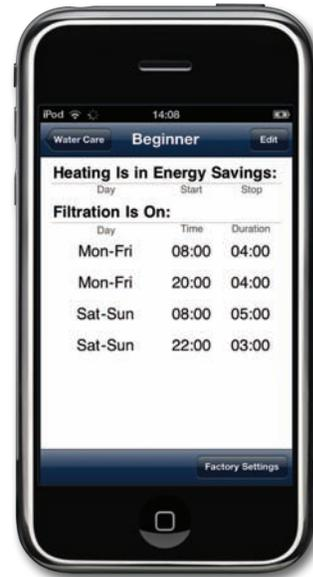 iPod 14:08
Water Care Beginner Edit
Heating Is in Energy Savings:
Day Start Stop
Filtration Is On:
Day Time Duration
Mon-Fri 08:00 04:00
Mon-Fri 20:00 04:00
Sat-Sun 08:00 05:00
Sat-Sun 22:00 03:00
Factory Settings